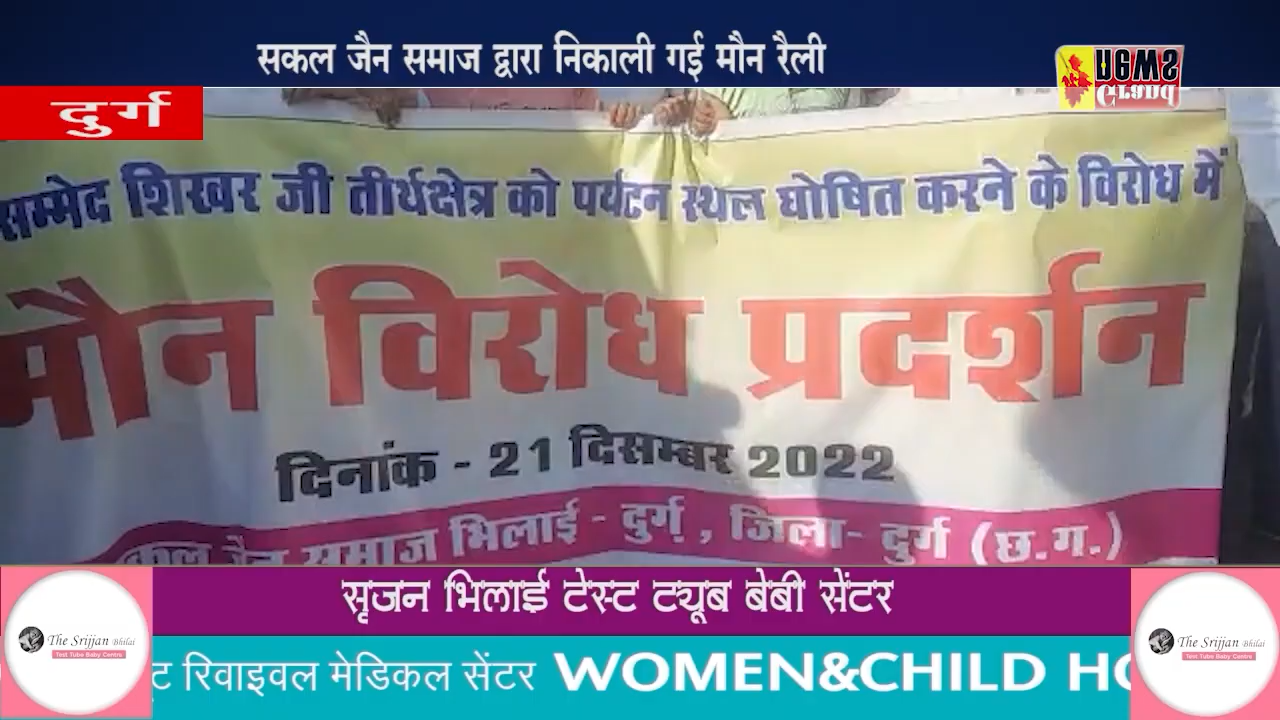 सकल जैन समाज द्वारा निकाली गई मौन रैली
दुर्ग
Grand
सम्मेद शिखर जी तीर्थक्षेत्र को पर्यटन स्थल घोषित करने के विरोध में
मौन विरोध प्रदर्शन
दिनांक - 21 दिसम्बर 2022
कल जैन समाज भिलाई - दुर्ग, जिला- दुर्ग (छ.ग.)
सृजन भिलाई टेस्ट ट्यूब बेबी सेंटर
The Srijjan Bhilai
Test Tube Baby Centre
ट रिवाइवल मेडिकल सेंटर WOMEN&CHILD HO
The Srijjan Bhilai
Test Tube Baby Centre